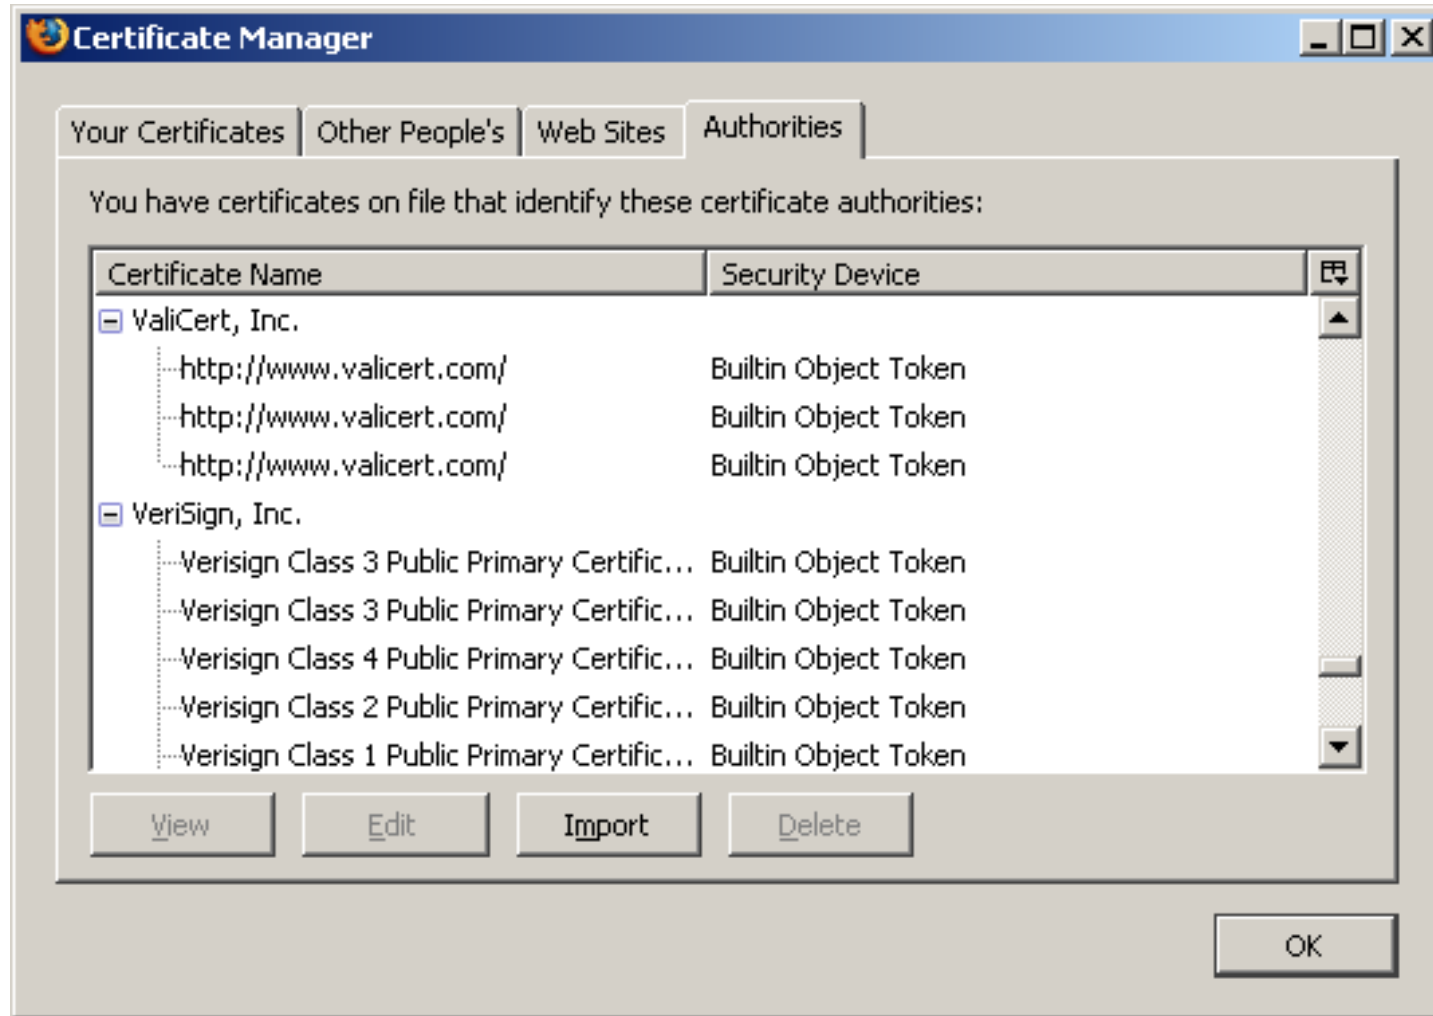 Certificate Manager
Your Certificates Other People's Web Sites Authorities
You have certificates on file that identify these certificate authorities:
Certificate Name Security Device
ValiCert, Inc.
http://www.valicert.com/ Builtin Object Token
http://www.valicert.com/ Builtin Object Token
http://www.valicert.com/ Builtin Object Token
VeriSign, Inc.
Verisign Class 3 Public Primary Certific... Builtin Object Token
Verisign Class 3 Public Primary Certific... Builtin Object Token
Verisign Class 4 Public Primary Certific... Builtin Object Token
Verisign Class 2 Public Primary Certific... Builtin Object Token
Verisign Class 1 Public Primary Certific... Builtin Object Token
View Edit Import Delete
OK